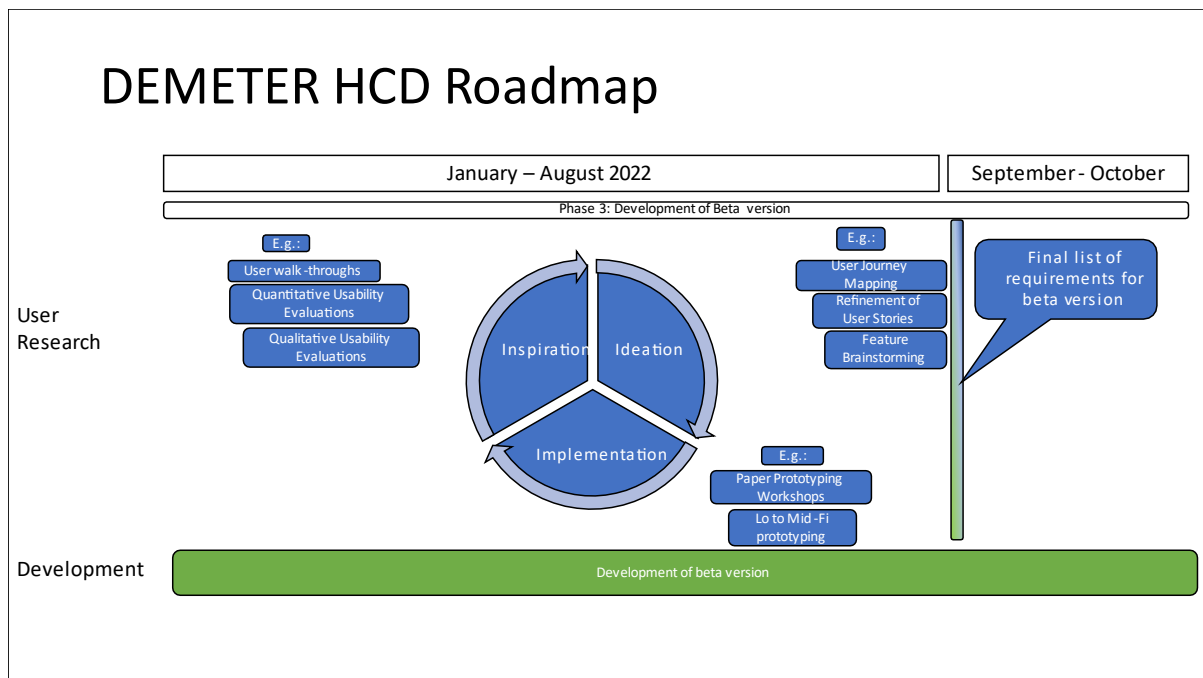 DEMETER HCD Roadmap
January – August 2022
September - October
Phase 3: Development of Beta version
User
Research
E.g.:
User walk -throughs
Quantitative Usability
Evaluations
Qualitative Usability
Evaluations
Inspiration
Ideation
Implementation
E.g.:
User Journey
Mapping
Refinement of
User Stories
Feature
Brainstorming
E.g.:
Paper Prototyping
Workshops
Lo to Mid -Fi
prototyping
Final list of
requirements for
beta version
Development
Development of beta version